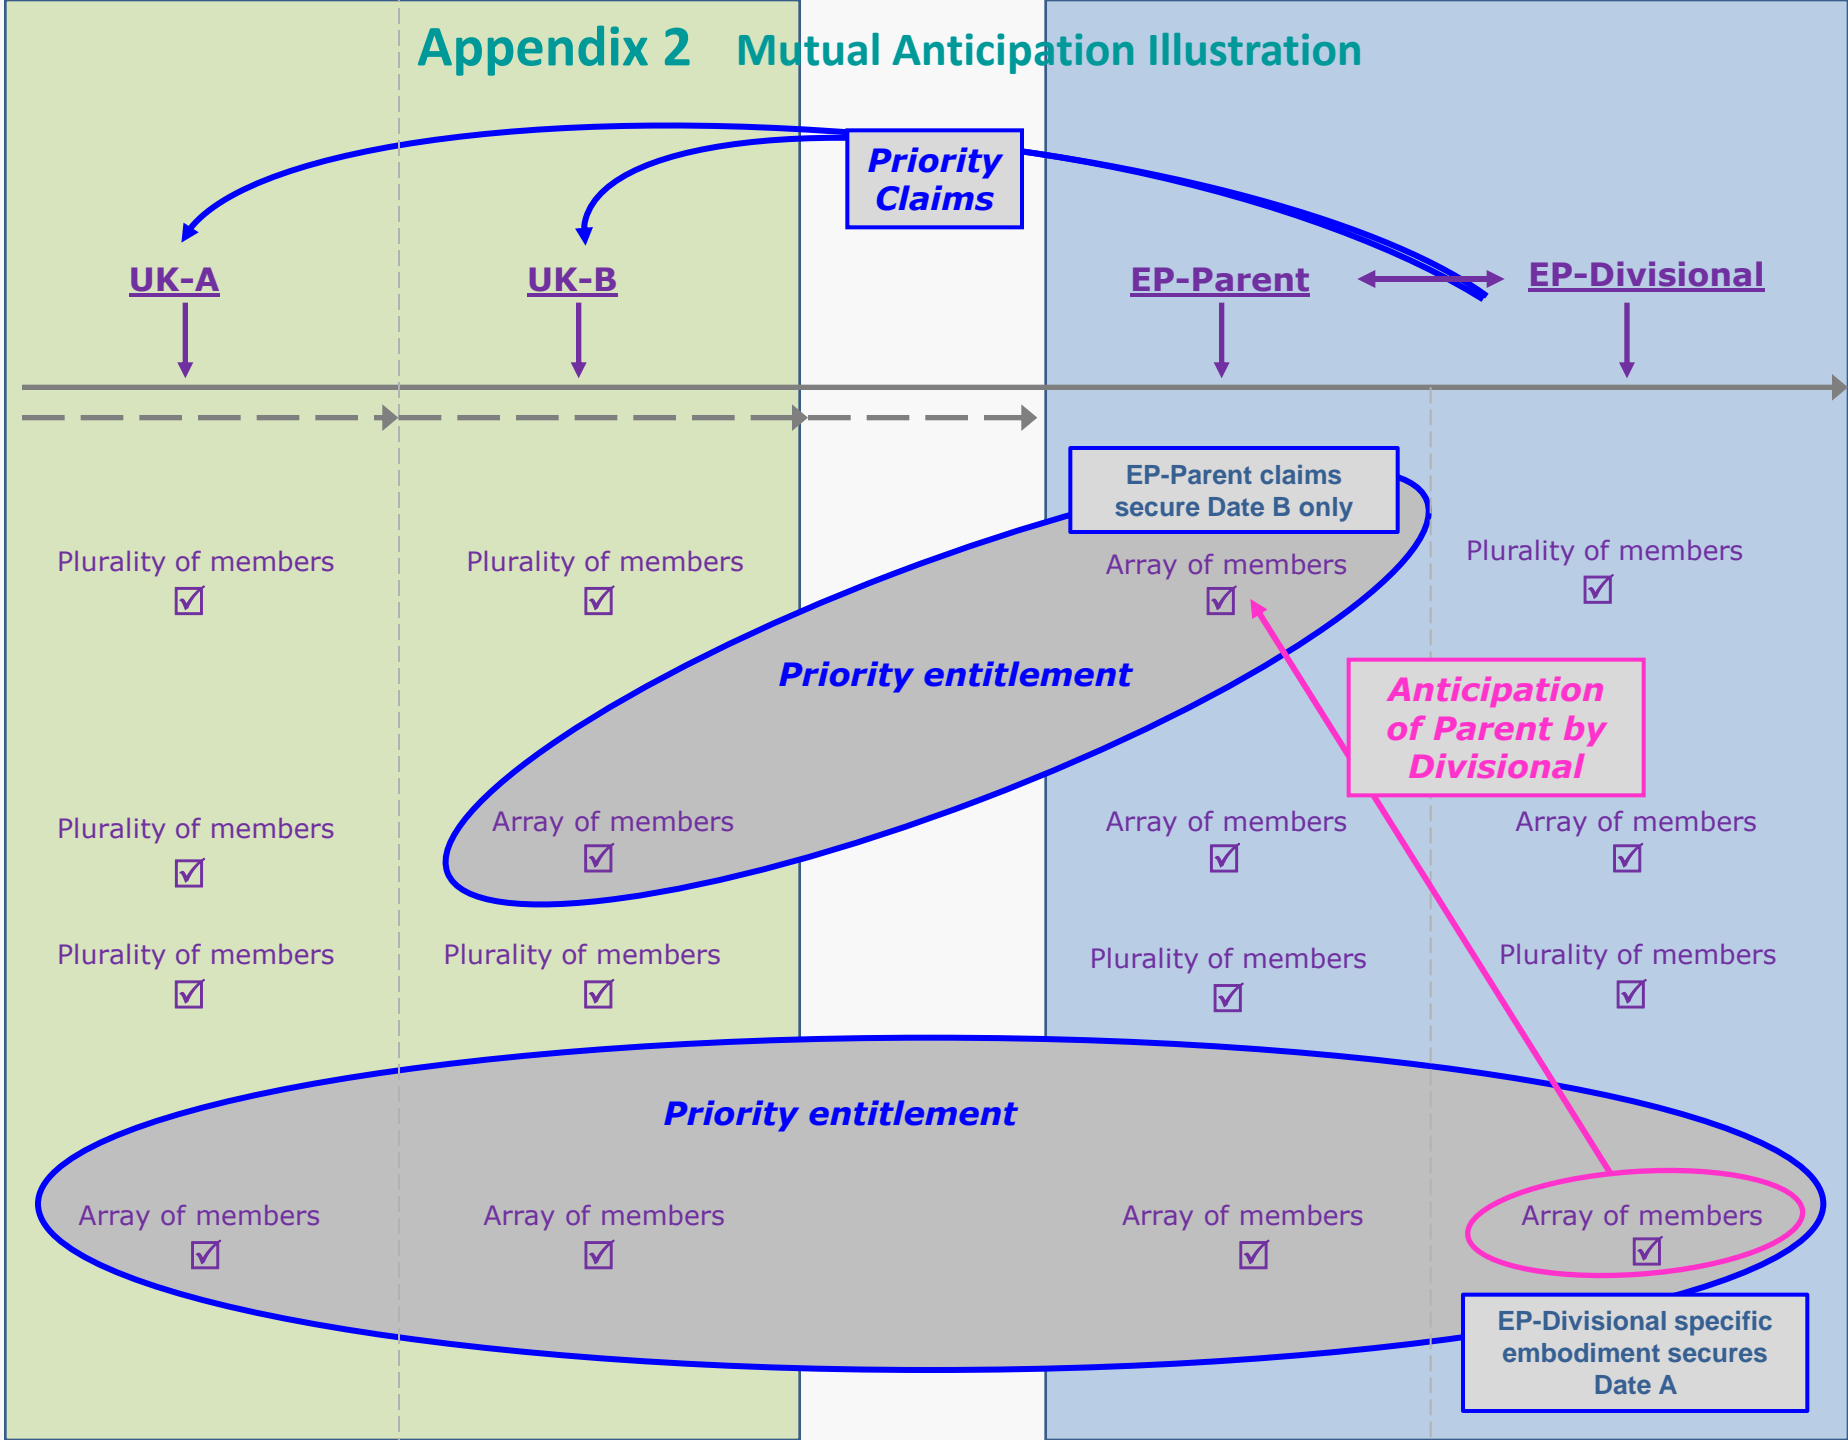 Appendix 2 Mutual Anticipation Illustration
Priority
Claims
UK-A
UK-B
EP-Parent
EP-Divisional
EP-Parent claims
secure Date B only
Plurality of members
Plurality of members
Array of members
Plurality of members
Priority entitlement
Anticipation
of Parent by
Divisional
Plurality of members
Array of members
Array of members
Array of members
Plurality of members
Plurality of members
Plurality of members
Plurality of members
Priority entitlement
Array of members
Array of members
Array of members
Array of members
EP-Divisional specific
embodiment secures
Date A